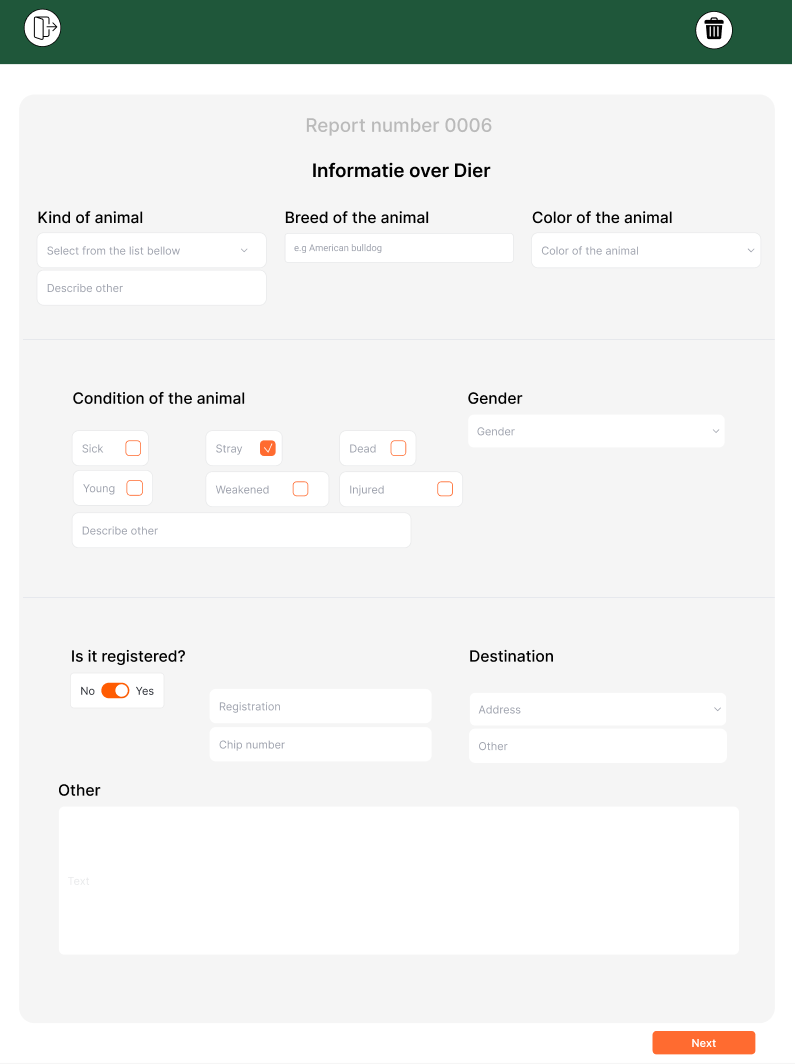 Report number 0006
Informatie over Dier
Kind of animal
Breed of the animal
Color of the animal
Select from the list bellow
e.g American bulldog
Color of the animal
Describe other
Condition of the animal
Gender
Sick
Stray
Dead
Gender
Young
Weakened
Injured
Describe other
Is it registered?
Destination
No
Yes
Registration
Address
Chip number
Other
Other
Text
Next